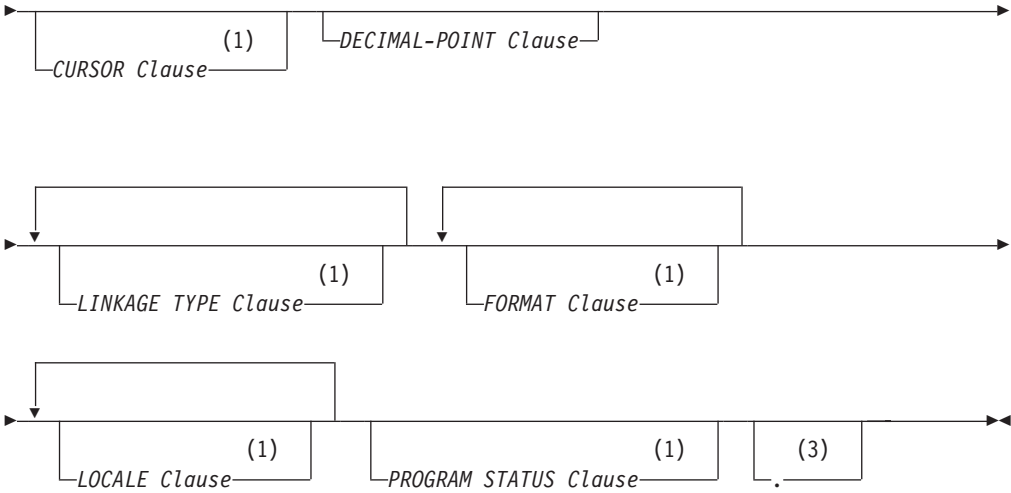 (1)
CURSOR Clause
DECIMAL-POINT Clause
(1)
LINKAGE TYPE Clause
(1)
FORMAT Clause
(1)
LOCALE Clause
(1)
PROGRAM STATUS Clause
(3)
.